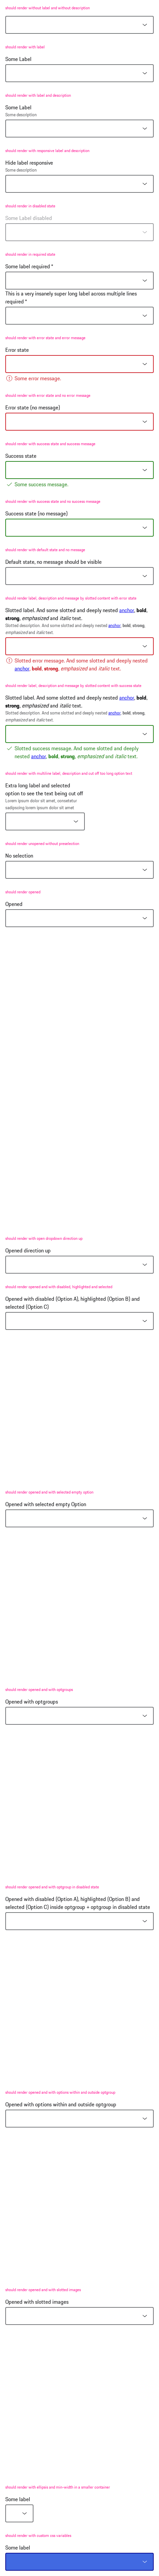 should render without label and without description
should render with label
Some Label
should render with label and description
Some Label
Some description
should render with responsive label and description
Hide label responsive
Some description
should render in disabled state
Some Label disabled
should render in required state
Some label required *
This is a very insanely super long label across multiple lines
required *
should render with error state and error message
Error state
Some error message.
should render with error state and no error message
Error state (no message)
should render with success state and success message
Success state
Some success message.
should render with success state and no success message
Success state (no message)
should render with default state and no message
Default state, no message should be visible
should render label, description and message by slotted content with error state
Slotted label. And some slotted and deeply nested anchor, bold,
strong, emphasized and italic text.
Slotted description. And some slotted and deeply nested anchor, bold, strong,
emphasized and italic text.
Slotted error message. And some slotted and deeply nested
anchor, bold, strong, emphasized and italic text.
should render label, description and message by slotted content with success state
Slotted label. And some slotted and deeply nested anchor, bold,
strong, emphasized and italic text.
Slotted description. And some slotted and deeply nested anchor, bold, strong,
emphasized and italic text.
Slotted success message. And some slotted and deeply
nested anchor, bold, strong, emphasized and italic text.
should render with multiline label, description and cut off too long option text
Extra long label and selected
option to see the text being cut off
Lorem ipsum dolor sit amet, consetetur
sadipscing lorem ipsum dolor sit amet
should render unopened without preselection
No selection
should render opened
Opened
should render with open dropdown direction up
Opened direction up
should render opened and with disabled, highlighted and selected
Opened with disabled (Option A), highlighted (Option B) and
selected (Option C)
should render opened and with selected empty option
Opened with selected empty Option
should render opened and with optgroups
Opened with optgroups
should render opened and with optgroup in disabled state
Opened with disabled (Option A), highlighted (Option B) and
selected (Option C) inside optgroup + optgroup in disabled state
should render opened and with options within and outside optgroup
Opened with options within and outside optgroup
should render opened and with slotted images
Opened with slotted images
should render with ellipsis and min-width in a smaller container
Some label
should render with custom css variables
Some label